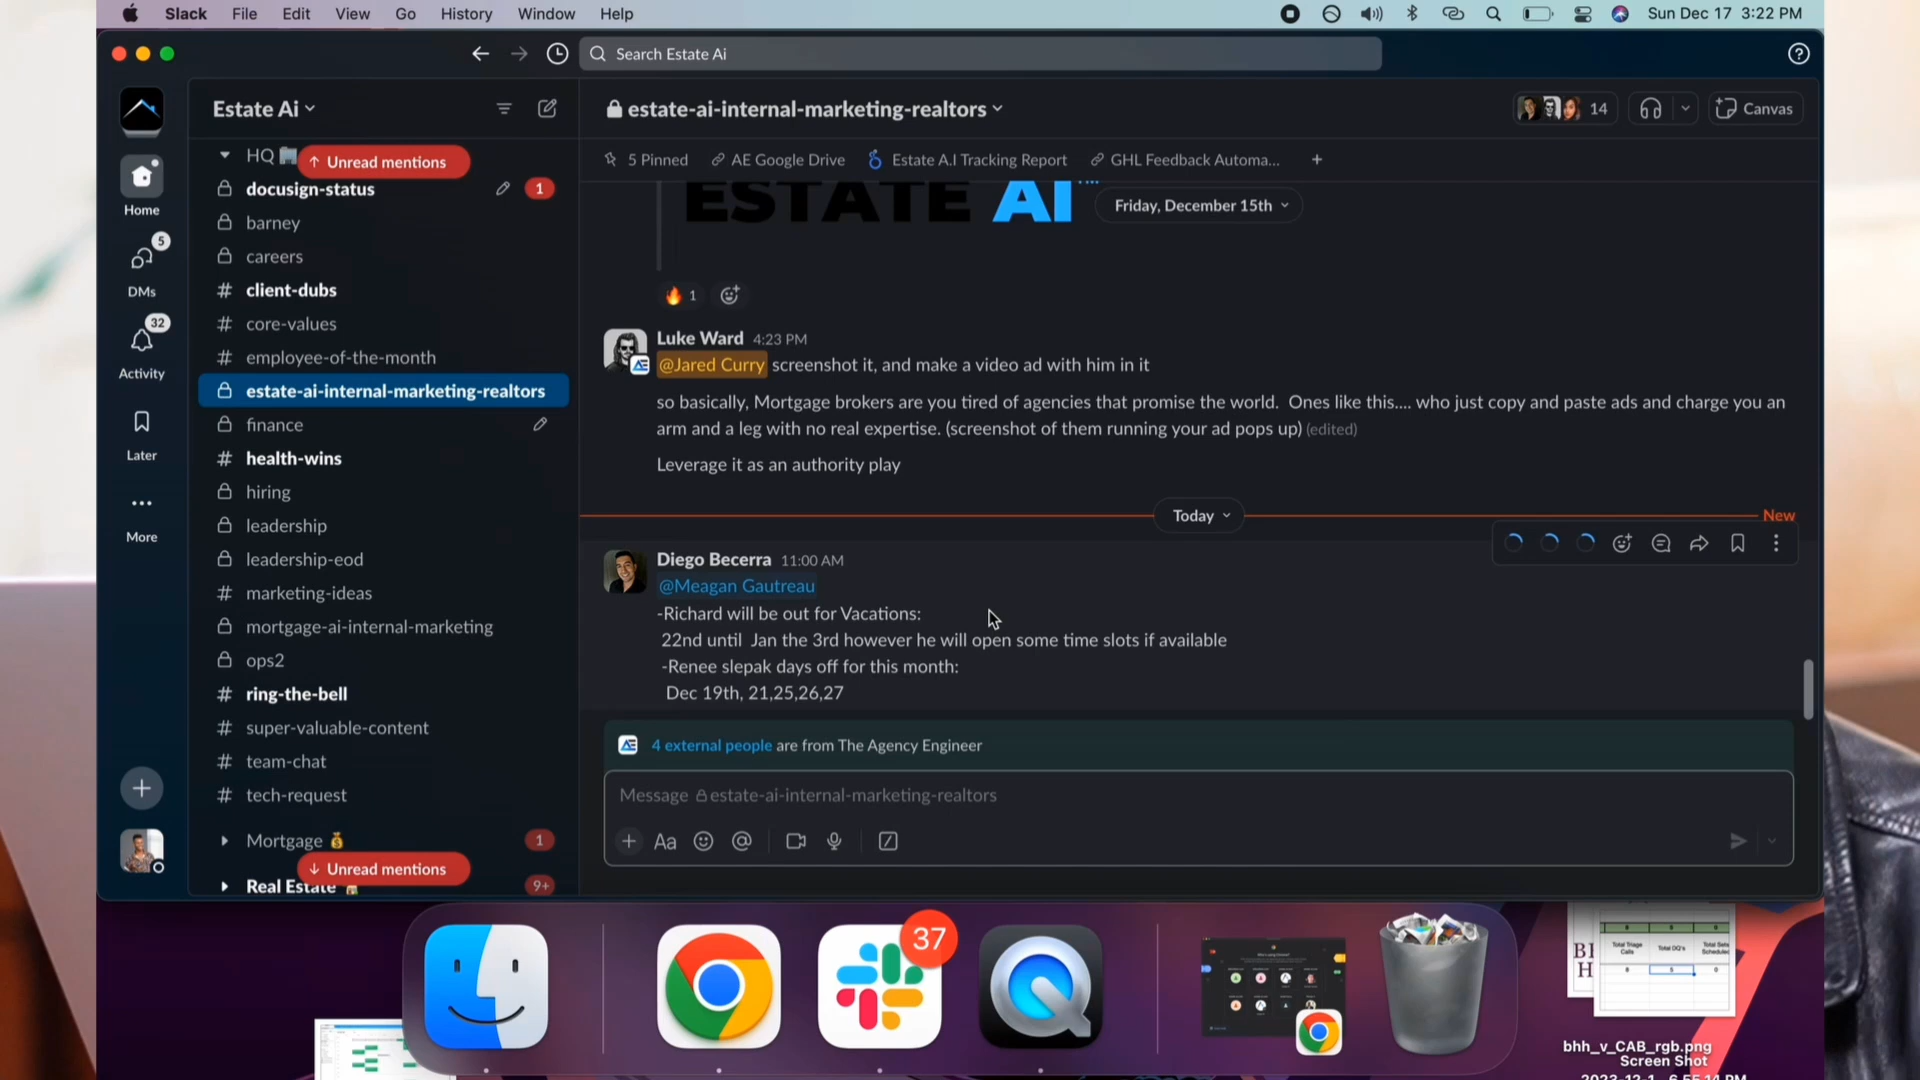 Slack File Edit View Go History Window Help
Sun Dec 17 3:22 PM
Search Estate Ai
Estate Ai
estate-ai-internal-marketing-realtors
14
Canvas
HQ
↑ Unread mentions
5 Pinned
AE Google Drive
Estate A.I Tracking Report
GHL Feedback Automa...
+
docusign-status
1
barney
careers
# client-dubs
# core-values
# employee-of-the-month
estate-ai-internal-marketing-realtors
finance
# health-wins
hiring
leadership
leadership-eod
marketing-ideas
mortgage-ai-internal-marketing
ops2
# ring-the-bell
# super-valuable-content
# team-chat
# tech-request
Mortgage
1
↓ Unread mentions
Real Estate
9+
Home
5
DMs
32
Activity
Later
More
ESTATE AI
Friday, December 15th
1
Luke Ward 4:23 PM
@Jared Curry screenshot it, and make a video ad with him in it
so basically, Mortgage brokers are you tired of agencies that promise the world. Ones like this.... who just copy and paste ads and charge you an
arm and a leg with no real expertise. (screenshot of them running your ad pops up) (edited)
Leverage it as an authority play
Today
New
Diego Becerra 11:00 AM
@Meagan Gautreau
-Richard will be out for Vacations:
22nd until Jan the 3rd however he will open some time slots if available
-Renee slepak days off for this month:
Dec 19th, 21,25,26,27
4 external people are from The Agency Engineer
Message estate-ai-internal-marketing-realtors
Aa
37
Total Triage
Calls
Total DQ's
bhh_v_CAB_rgb.png
Screen Shot